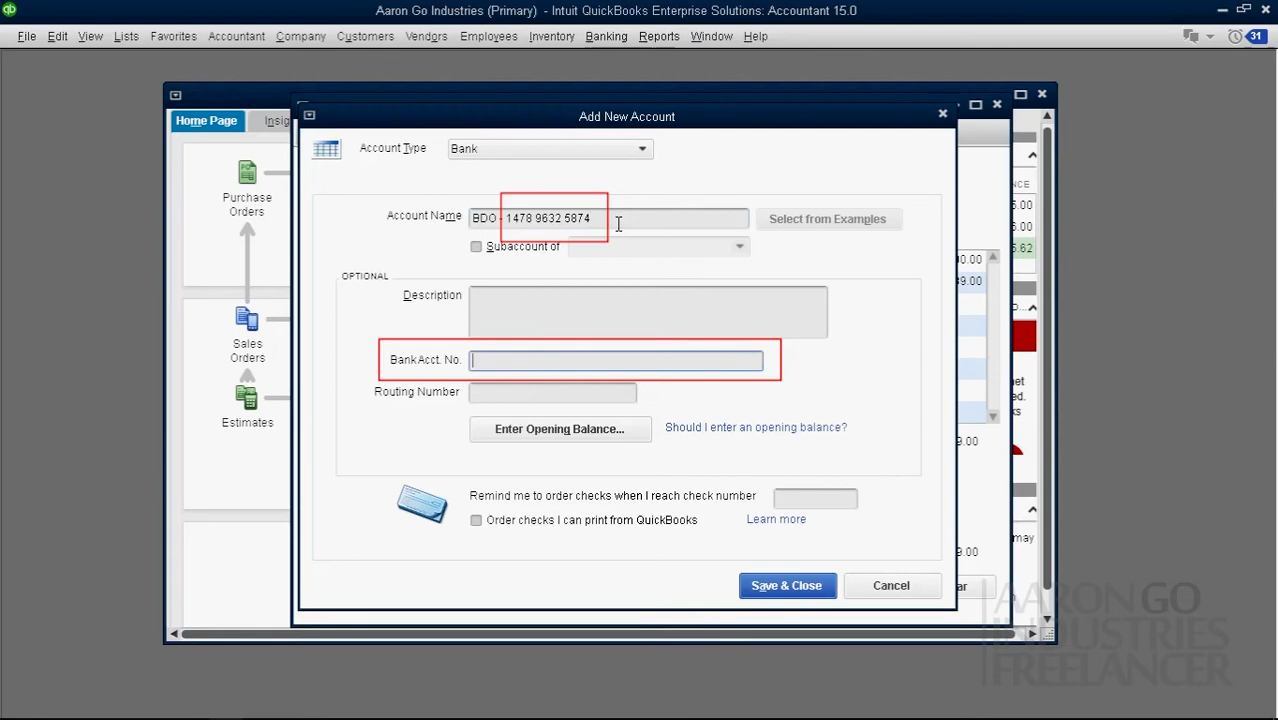 Aaron Go Industries (Primary) - Intuit QuickBooks Enterprise Solutions: Accountant 15.0
File Edit View Lists Favorites Accountant Company Customers Vendors Employees Inventory Banking Reports Window Help
31
Home Page
Add New Account
Account Type Bank
Account Name BDO - 1478 9632 5874 Select from Examples
Subaccount of
OPTIONAL
Description
Bank Acct. No.
Routing Number
Enter Opening Balance... Should I enter an opening balance?
Remind me to order checks when I reach check number
Order checks I can print from QuickBooks Learn more
Save & Close Cancel
Purchase
Orders
Sales
Orders
Estimates
AARON GO
INDUSTRIES
FREELANCER